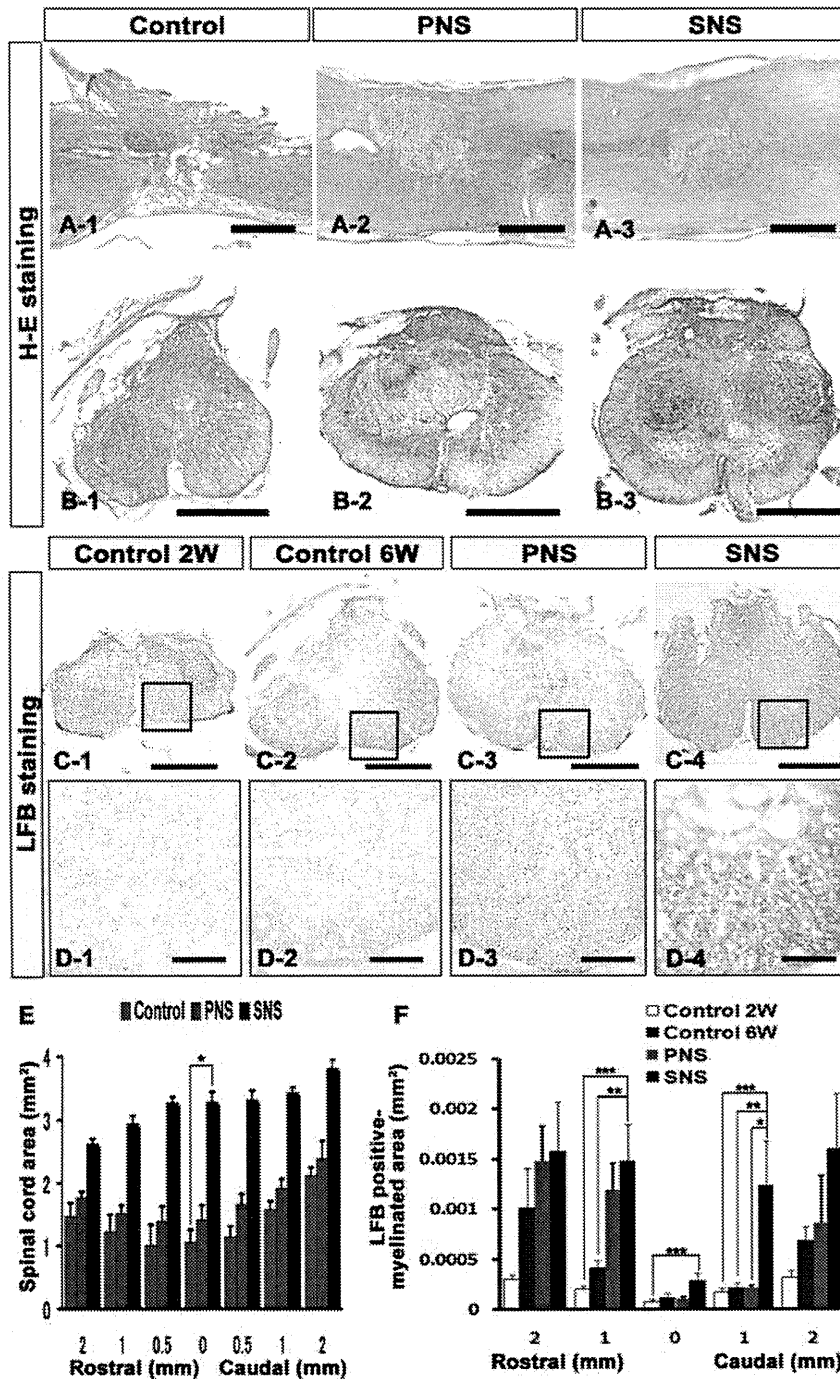 Control PNS SNS
H-E staining
A-1 A-2 A-3
B-1 B-2 B-3
Control 2W Control 6W PNS SNS
LFB staining
C-1 C-2 C-3 C-4
D-1 D-2 D-3 D-4
E
Control PNS SNS
Spinal cord area (mm²)
4
3
2
1
0
*
2 1 0.5 0 0.5 1 2
Rostral (mm) Caudal (mm)
F
Control 2W
Control 6W
PNS
SNS
LFB positive-
myelinated area (mm²)
0.0025
0.002
0.0015
0.001
0.0005
0
***
**
***
***
**
*
2 1 0 1 2
Rostral (mm) Caudal (mm)